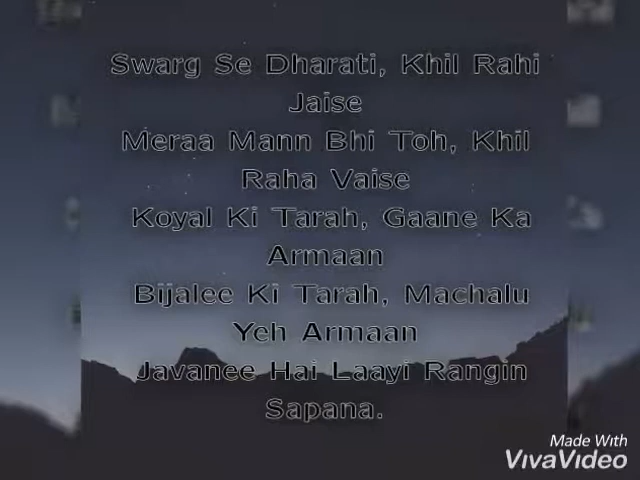 Swarg Se Dharati, Khil Rahi
Jaise
Meraa Mann Bhi Toh, Khil
Raha Vaise
Koyal Ki Tarah, Gaane Ka
Armaan
Bijalee Ki Tarah, Machalu
Yeh Armaan
Javanee Hai Laayi Rangin
Sapana.
Made With
VivaVideo